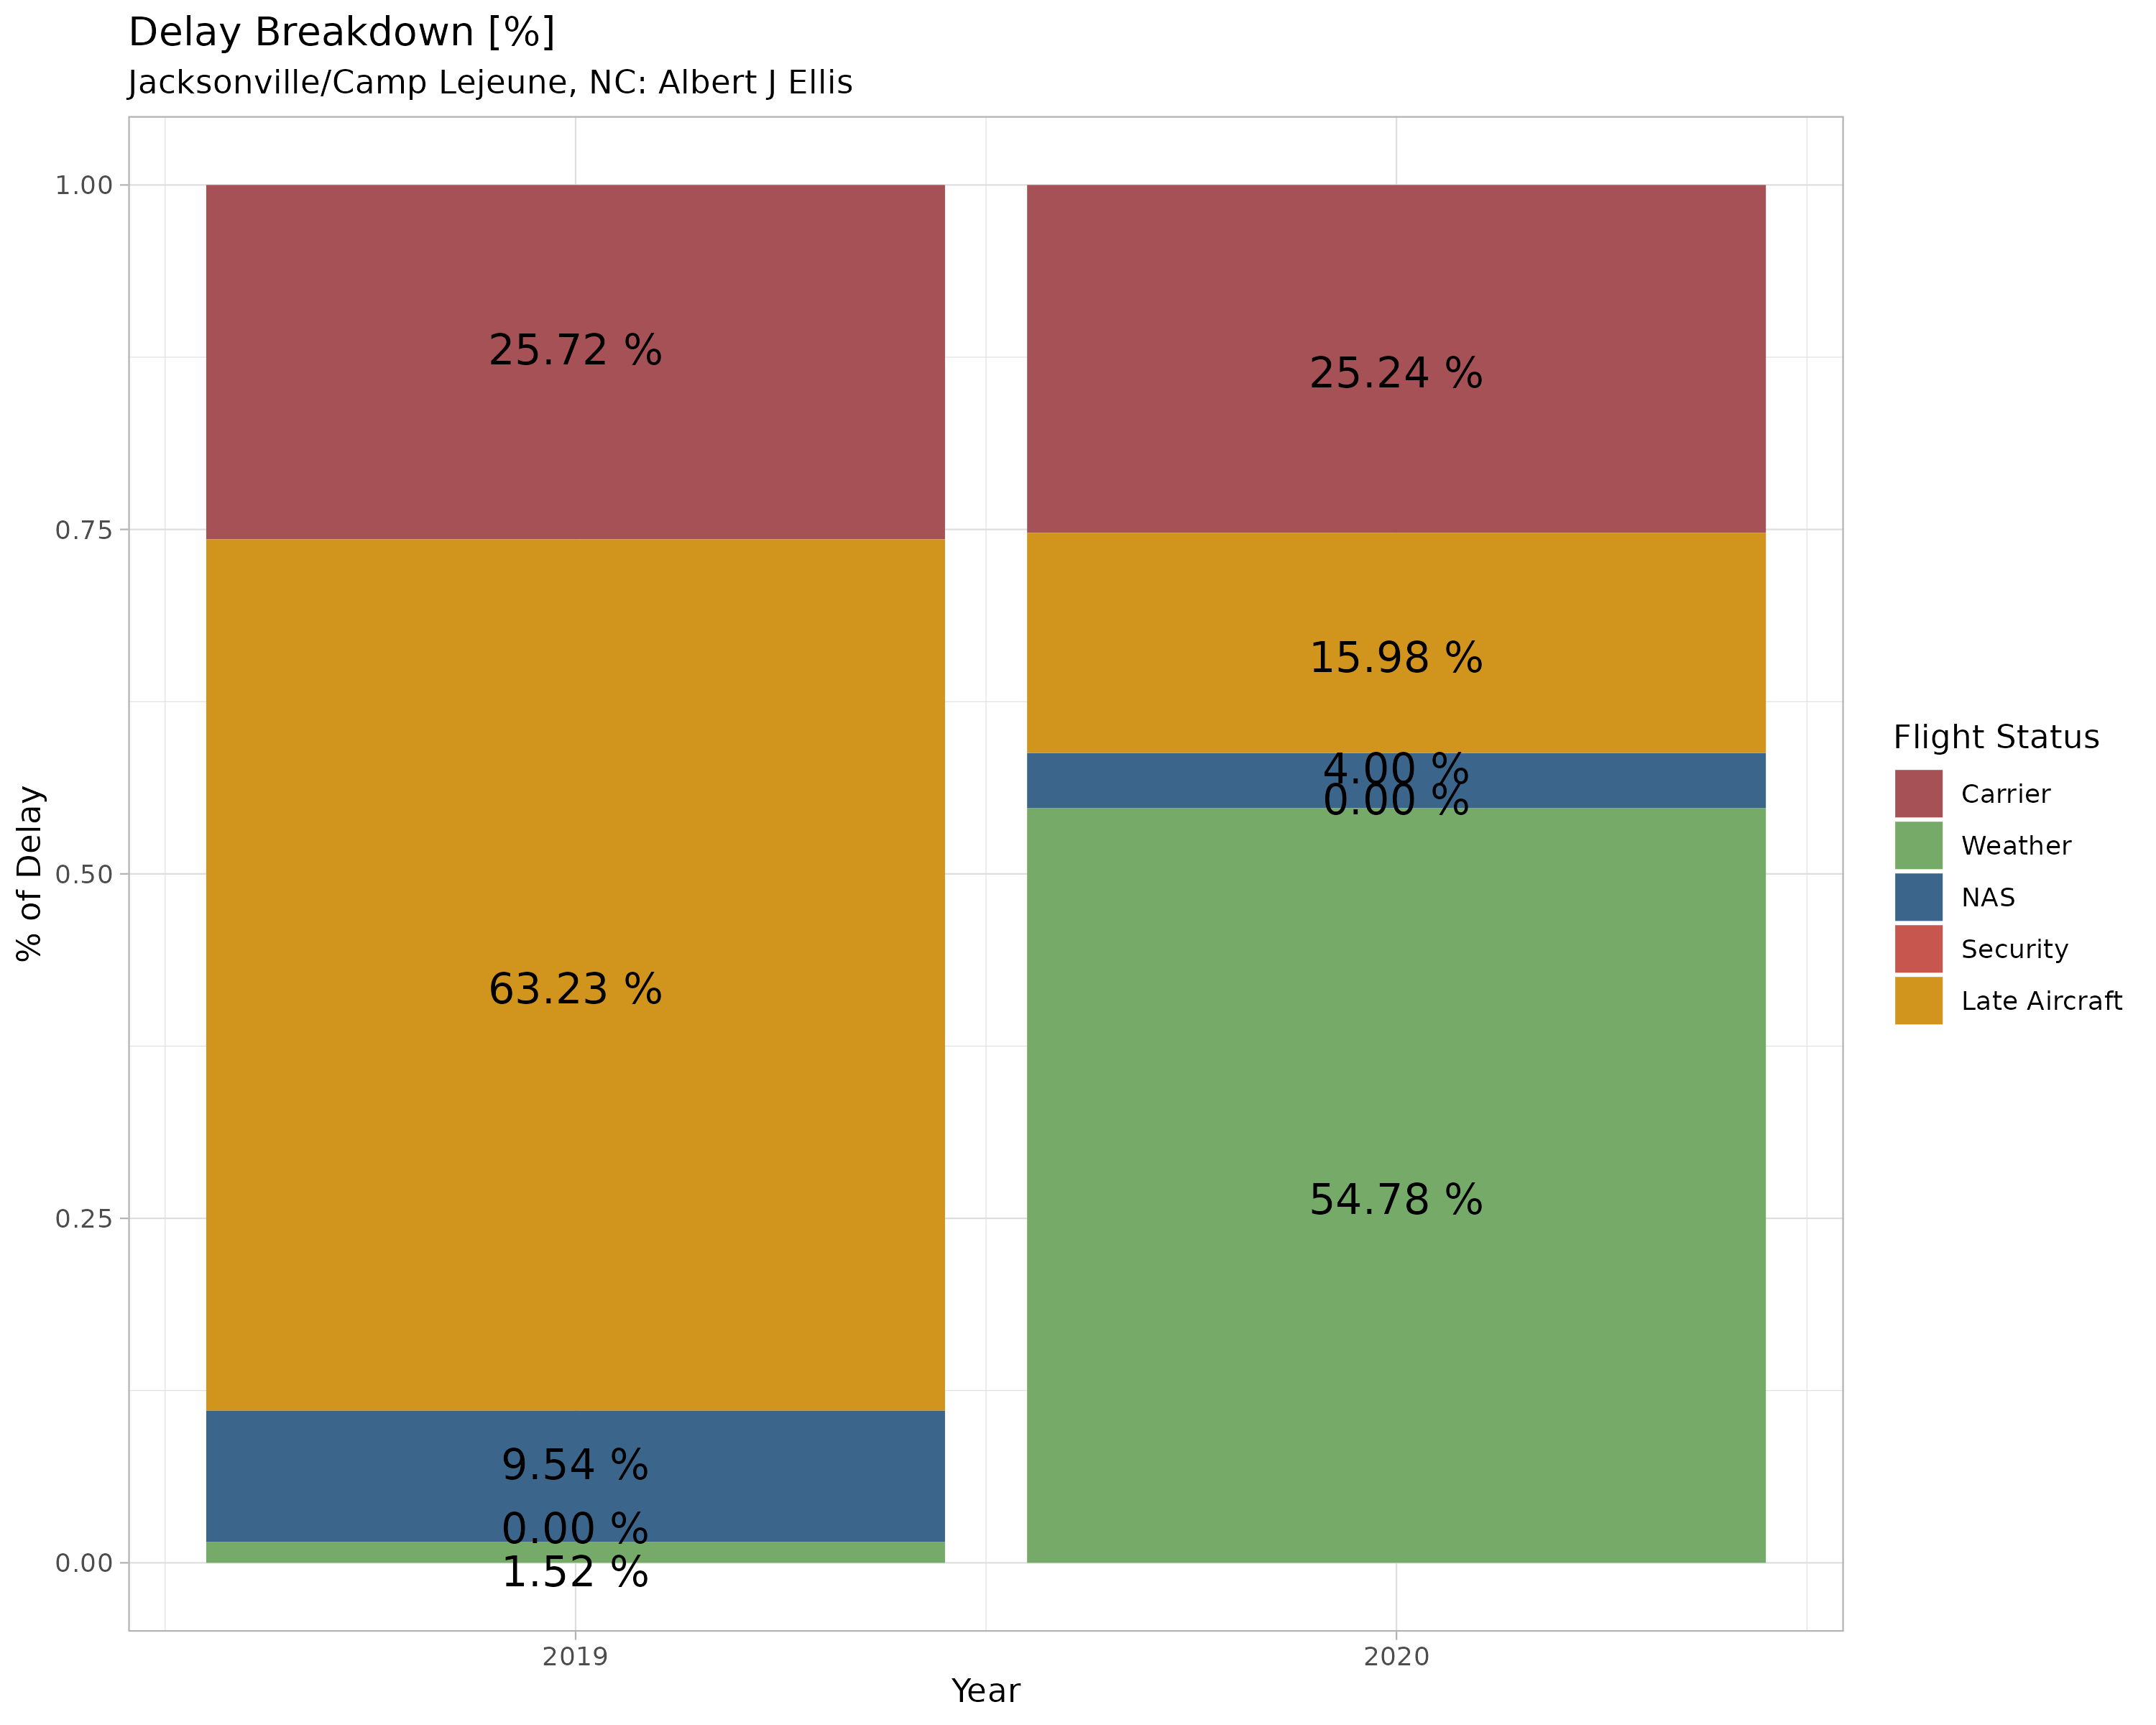 Delay Breakdown [%]
Jacksonville/Camp Lejeune, NC: Albert J Ellis
% of Delay
1.00
0.75
0.50
0.25
0.00
25.72 %
63.23 %
9.54 %
0.00 %
1.52 %
25.24 %
15.98 %
4.00 %
0.00 %
54.78 %
2019
2020
Year
Flight Status
Carrier
Weather
NAS
Security
Late Aircraft